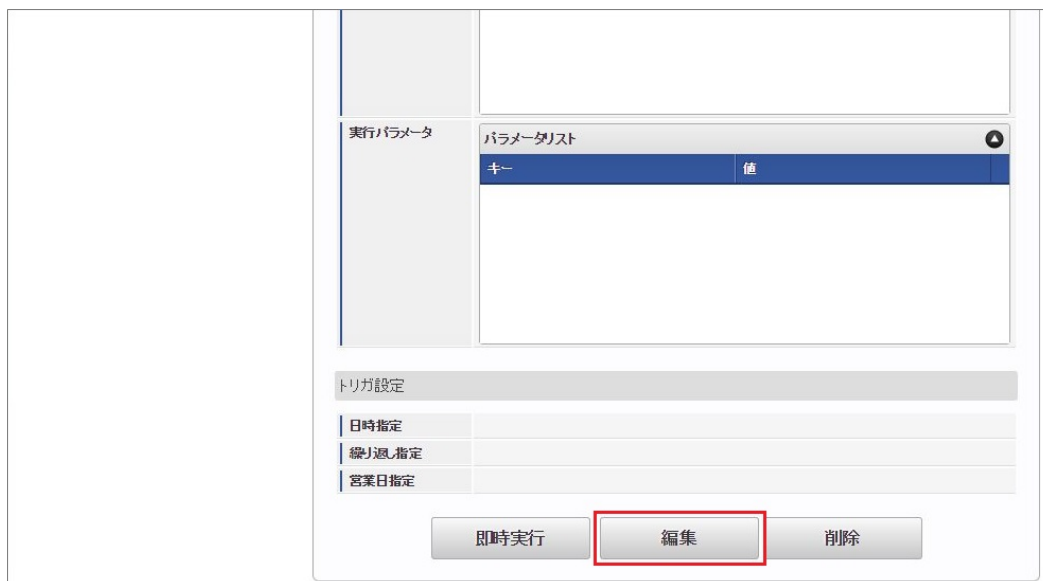 実行パラメータ
パラメータリスト
キー 値
トリガ設定
日時指定
繰り返し指定
営業日指定
即時実行 編集 削除